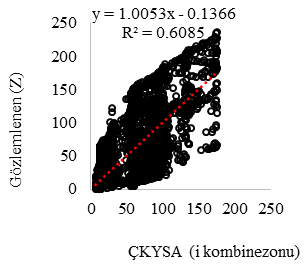 y = 1.0053x - 0.1366
R² = 0.6085
250
200
150
100
50
0
0 50 100 150 200 250
Gözlemlenen (Z)
ÇKYSA (i kombinezonu)